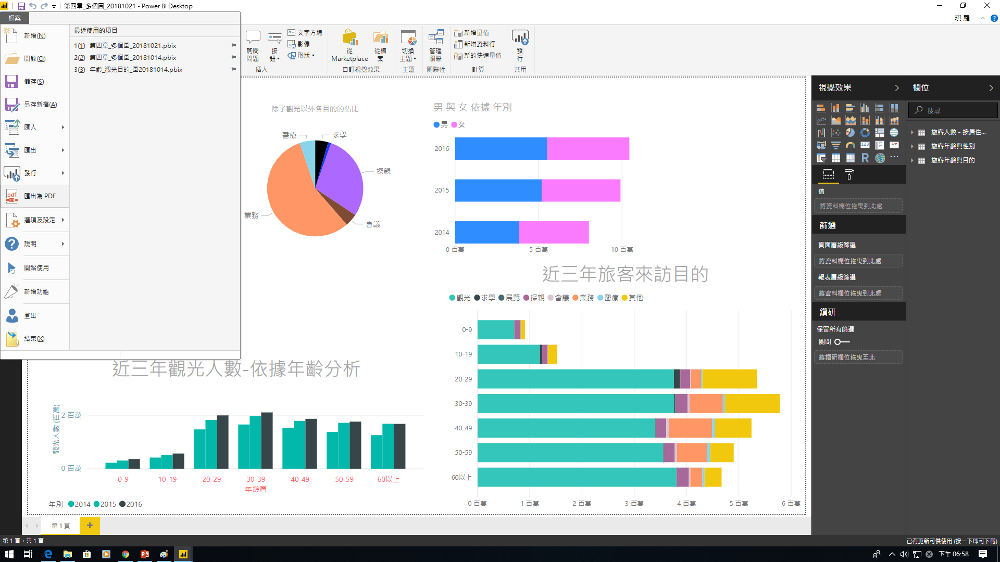 第四章_多個圖_20181021 - Power BI Desktop
檔案
琪 羅
新增(N)
開啟(O)
儲存(S)
另存新檔(A)
匯入
匯出
發行
pdf
匯出為 PDF
選項及設定
說明
開始使用
新增功能
登出
結束(X)
最近使用的項目
1(1) 第四章_多個圖_20181021.pbix
2(2) 第四章_多個圖_20181014.pbix
3(3) 年齡_觀光目的_圖20181014.pbix
詢問
問題
按
鈕
文字方塊
影像
形狀
插入
從
Marketplace
從檔
案
自訂視覺效果
切換
主題
主題
管理
關聯
關聯性
新增量值
新增資料行
新的快速量值
計算
發
行
共用
除了觀光以外各目的的佔比
醫療
求學
探親
會議
業務
男 與 女 依據 年別
男 女
2016
2015
2014
0 百萬
5 百萬
10 百萬
近三年旅客來訪目的
觀光 求學 展覽 探親 會議 業務 醫療 其他
0-9
10-19
20-29
30-39
40-49
50-59
60以上
0 百萬
1 百萬
2 百萬
3 百萬
4 百萬
5 百萬
6 百萬
近三年觀光人數-依據年齡分析
觀光人數 (百萬)
2 百萬
0 百萬
0-9
10-19
20-29
30-39
40-49
50-59
60以上
年齡層
年別 2014 2015 2016
視覺效果
123
R
值
將資料欄位拖曳到此處
篩選
頁面層級篩選
將資料欄位拖曳到此處
報表層級篩選
將資料欄位拖曳到此處
鑽研
保留所有篩選
關閉
將鑽研欄位拖曳至此
欄位
搜尋
旅客人數 - 按居住...
旅客年齡與性別
旅客年齡與目的
第 1 頁
第 1 頁，共 1 頁
已有更新可供使用 (按一下即可下載)
下午 06:58